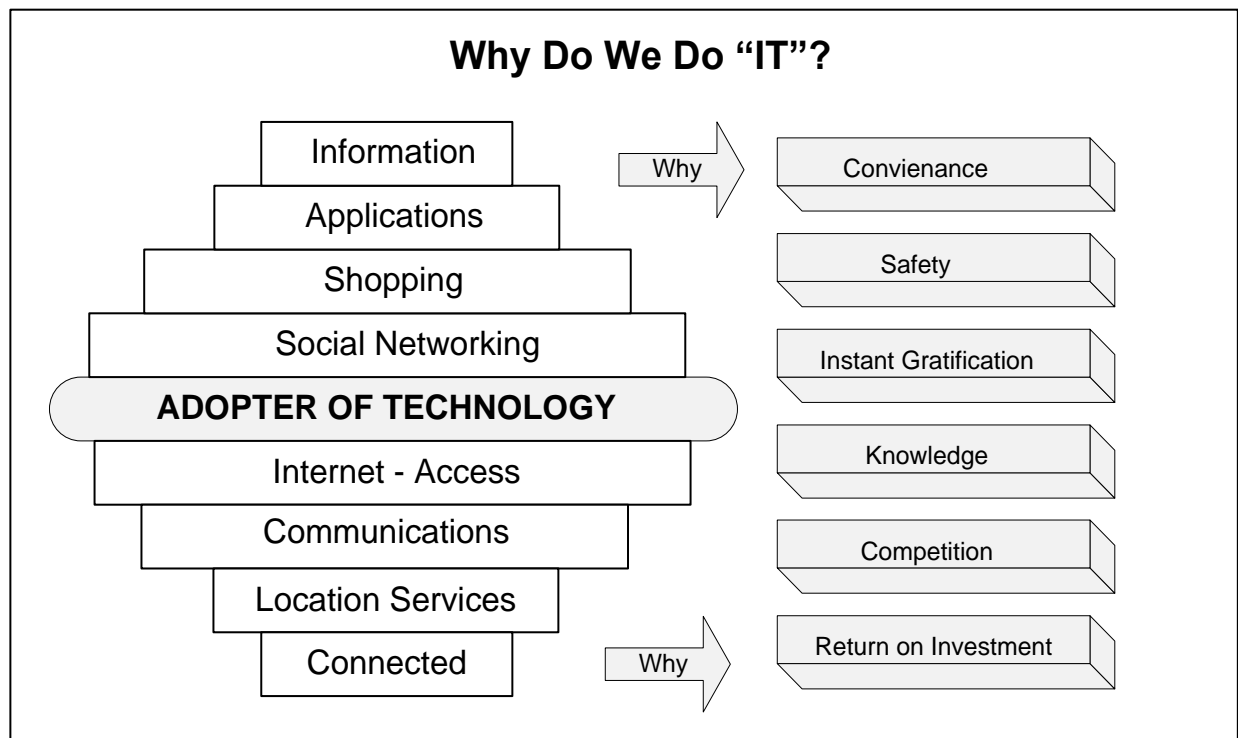 Why Do We Do “IT”?
Information
Applications
Shopping
Social Networking
ADOPTER OF TECHNOLOGY
Internet - Access
Communications
Location Services
Connected
Why
Why
Convienance
Safety
Instant Gratification
Knowledge
Competition
Return on Investment